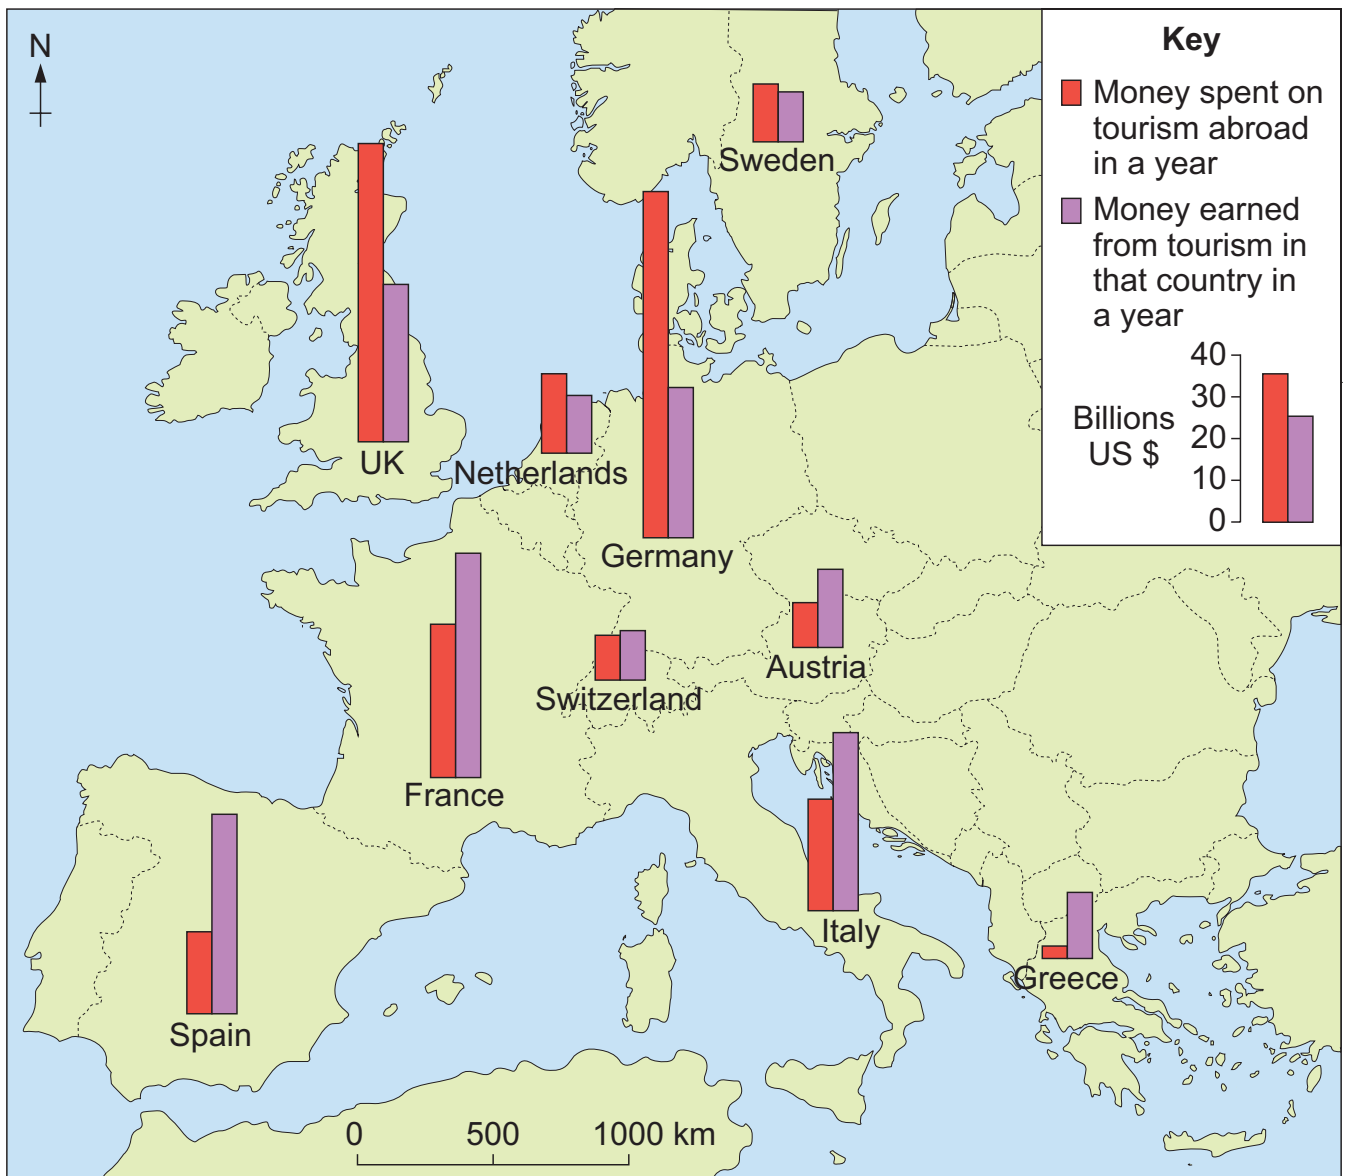 N
Key
Money spent on
tourism abroad
in a year
Money earned
from tourism in
that country in
a year
40
30
Billions
US $
20
10
0
Sweden
UK
Netherlands
Germany
Austria
Switzerland
France
Italy
Greece
Spain
0 500 1000 km